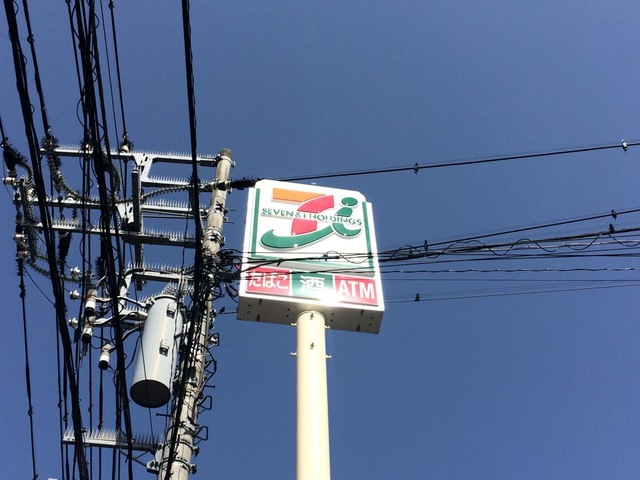 SEVEN & i HOLDINGS
たばこ 酒 ATM